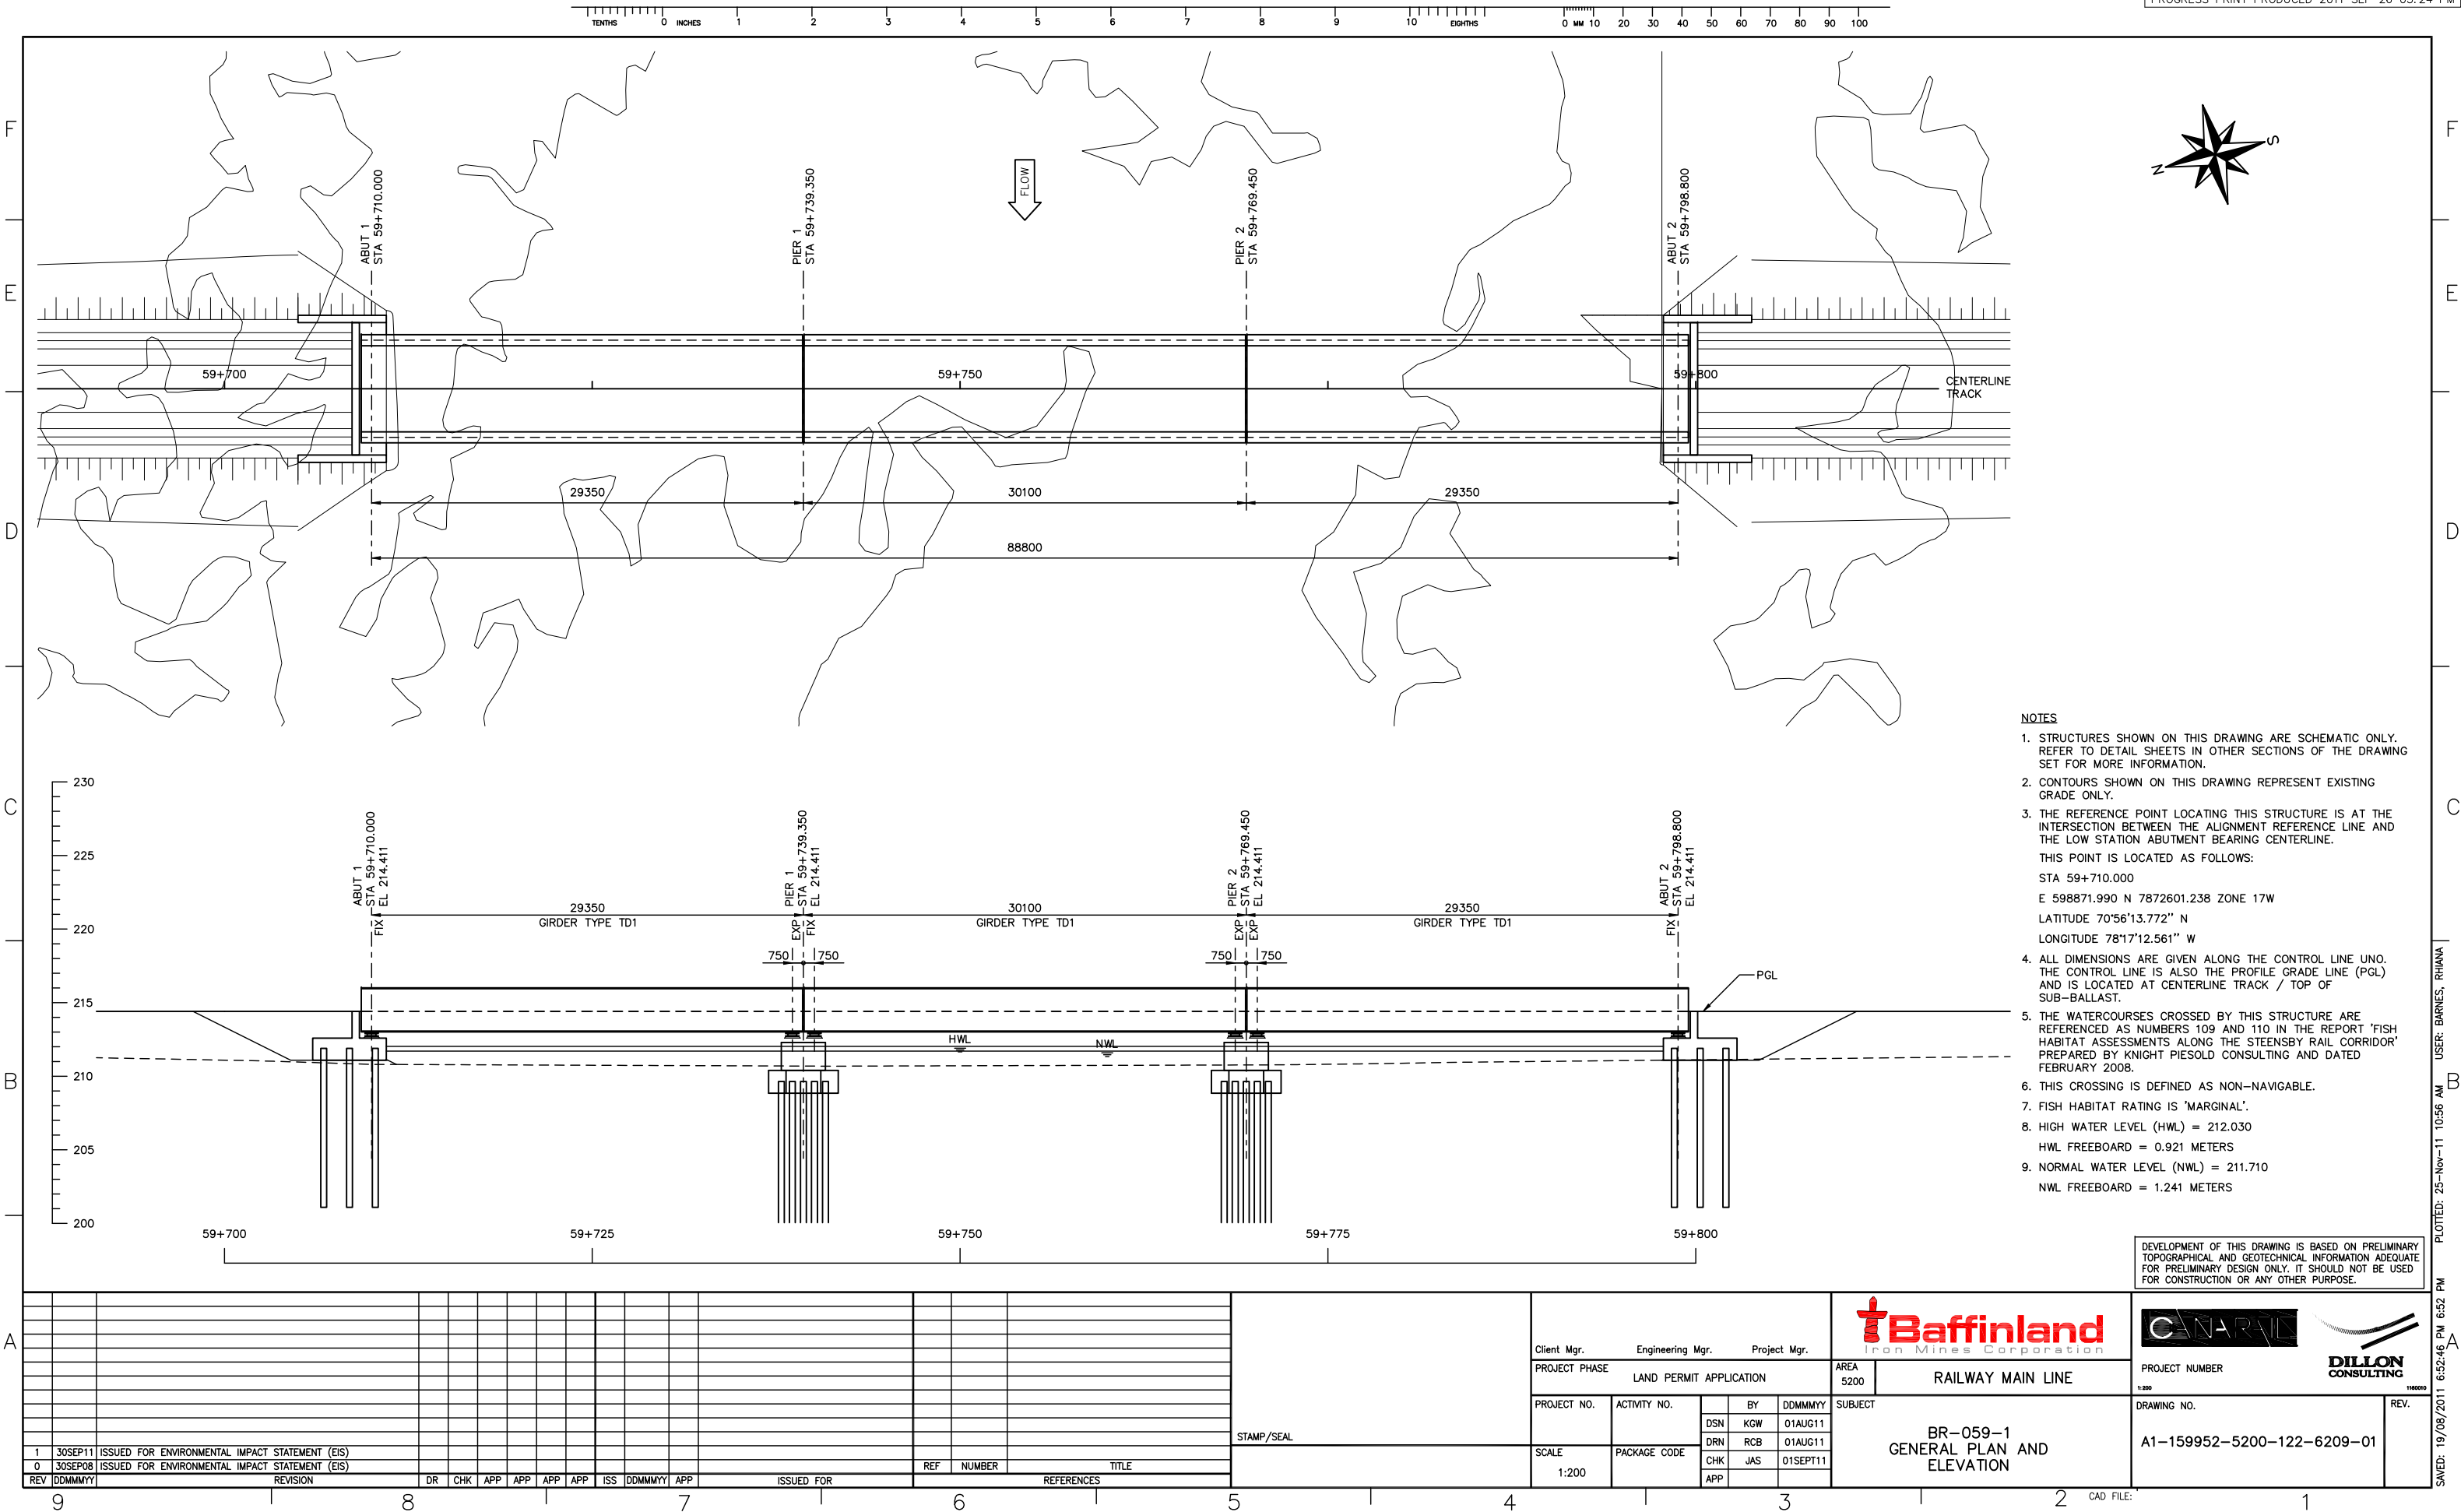 PROGRESS PRINT PRODUCED 2011 SEP 26 03:24 PM
TENTHS 0 INCHES 1 2 3 4 5 6 7 8 9 10 EIGHTHS
0 MM 10 20 30 40 50 60 70 80 90 100
F
F
E
E
D
D
C
C
B
B
A
A
N
S
FLOW
ABUT 1
STA 59+710.000
PIER 1
STA 59+739.350
PIER 2
STA 59+769.450
ABUT 2
STA 59+798.800
59+700
59+750
59+800
CENTERLINE
TRACK
29350
30100
29350
88800
230
225
220
215
210
205
200
ABUT 1
STA 59+710.000
EL 214.411
FIX
PIER 1
STA 59+739.350
EL 214.411
EXP
FIX
PIER 2
STA 59+769.450
EL 214.411
EXP
EXP
ABUT 2
STA 59+798.800
EL 214.411
FIX
29350
GIRDER TYPE TD1
30100
GIRDER TYPE TD1
29350
GIRDER TYPE TD1
750 750
750 750
PGL
HWL
NWL
59+700
59+725
59+750
59+775
59+800
NOTES
1. STRUCTURES SHOWN ON THIS DRAWING ARE SCHEMATIC ONLY.
REFER TO DETAIL SHEETS IN OTHER SECTIONS OF THE DRAWING
SET FOR MORE INFORMATION.
2. CONTOURS SHOWN ON THIS DRAWING REPRESENT EXISTING
GRADE ONLY.
3. THE REFERENCE POINT LOCATING THIS STRUCTURE IS AT THE
INTERSECTION BETWEEN THE ALIGNMENT REFERENCE LINE AND
THE LOW STATION ABUTMENT BEARING CENTERLINE.
THIS POINT IS LOCATED AS FOLLOWS:
STA 59+710.000
E 598871.990 N 7872601.238 ZONE 17W
LATITUDE 70°56'13.772'' N
LONGITUDE 78°17'12.561'' W
4. ALL DIMENSIONS ARE GIVEN ALONG THE CONTROL LINE UNO.
THE CONTROL LINE IS ALSO THE PROFILE GRADE LINE (PGL)
AND IS LOCATED AT CENTERLINE TRACK / TOP OF
SUB-BALLAST.
5. THE WATERCOURSES CROSSED BY THIS STRUCTURE ARE
REFERENCED AS NUMBERS 109 AND 110 IN THE REPORT 'FISH
HABITAT ASSESSMENTS ALONG THE STEENSBY RAIL CORRIDOR'
PREPARED BY KNIGHT PIESOLD CONSULTING AND DATED
FEBRUARY 2008.
6. THIS CROSSING IS DEFINED AS NON-NAVIGABLE.
7. FISH HABITAT RATING IS 'MARGINAL'.
8. HIGH WATER LEVEL (HWL) = 212.030
HWL FREEBOARD = 0.921 METERS
9. NORMAL WATER LEVEL (NWL) = 211.710
NWL FREEBOARD = 1.241 METERS
DEVELOPMENT OF THIS DRAWING IS BASED ON PRELIMINARY
TOPOGRAPHICAL AND GEOTECHNICAL INFORMATION ADEQUATE
FOR PRELIMINARY DESIGN ONLY. IT SHOULD NOT BE USED
FOR CONSTRUCTION OR ANY OTHER PURPOSE.
SAVED: 19/08/2011 6:52:46 PM 6:52 PM PLOTTED: 25-Nov-11 10:56 AM USER: BARNES, RHIANA
1 30SEP11 ISSUED FOR ENVIRONMENTAL IMPACT STATEMENT (EIS)
0 30SEP08 ISSUED FOR ENVIRONMENTAL IMPACT STATEMENT (EIS)
REV DDMMMYY REVISION DR CHK APP APP APP APP ISS DDMMMYY APP ISSUED FOR
REF NUMBER TITLE
REFERENCES
STAMP/SEAL
Client Mgr. Engineering Mgr. Project Mgr.
PROJECT PHASE
LAND PERMIT APPLICATION
PROJECT NO. ACTIVITY NO. BY DDMMMYY
DSN KGW 01AUG11
DRN RCB 01AUG11
CHK JAS 01SEPT11
APP
SCALE
1:200
PACKAGE CODE
Baffinland
Iron Mines Corporation
AREA
5200
RAILWAY MAIN LINE
SUBJECT
BR-059-1
GENERAL PLAN AND
ELEVATION
CANARAIL
DILLON
CONSULTING
PROJECT NUMBER
1:200
1160010
DRAWING NO.
A1-159952-5200-122-6209-01
REV.
9 8 7 6 5 4 3 2 1
CAD FILE: